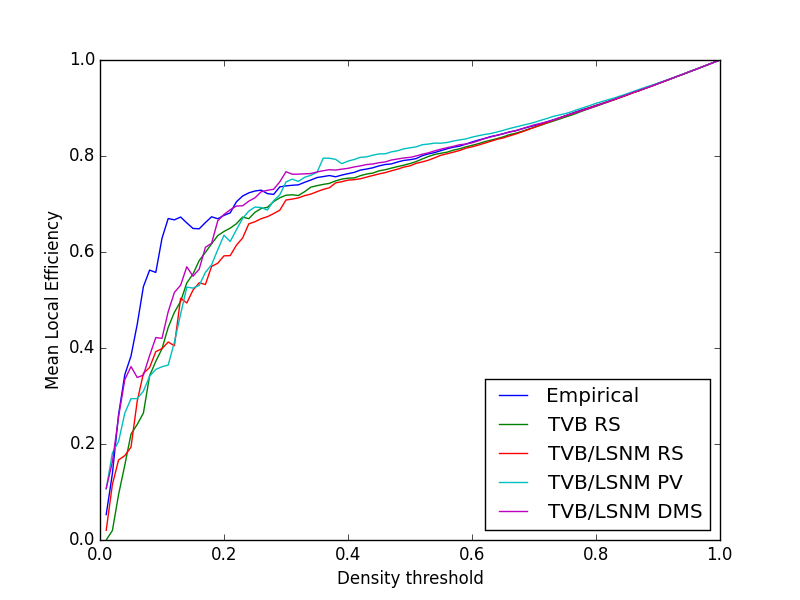 1.0
0.8
0.6
0.4
0.2
0.0
Mean Local Efficiency
0.0 0.2 0.4 0.6 0.8 1.0
Density threshold
Empirical
TVB RS
TVB/LSNM RS
TVB/LSNM PV
TVB/LSNM DMS